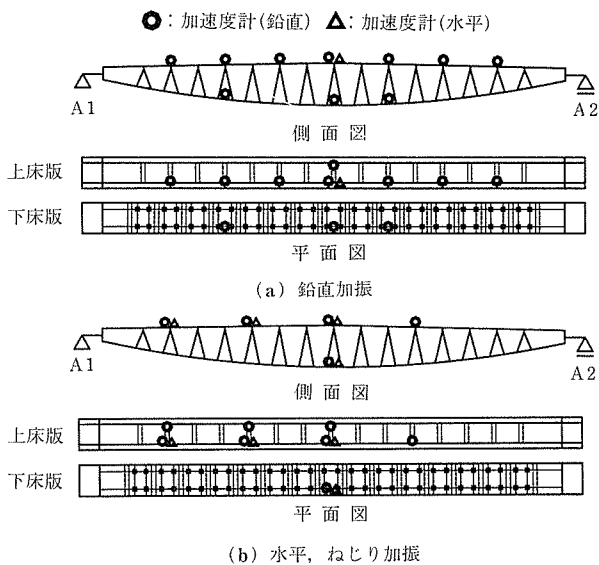 ○：加速度計(鉛直) △：加速度計(水平)
A1
A2
側面図
上床版
下床版
平面図
(a) 鉛直加振
A1
A2
側面図
上床版
下床版
平面図
(b) 水平，ねじり加振